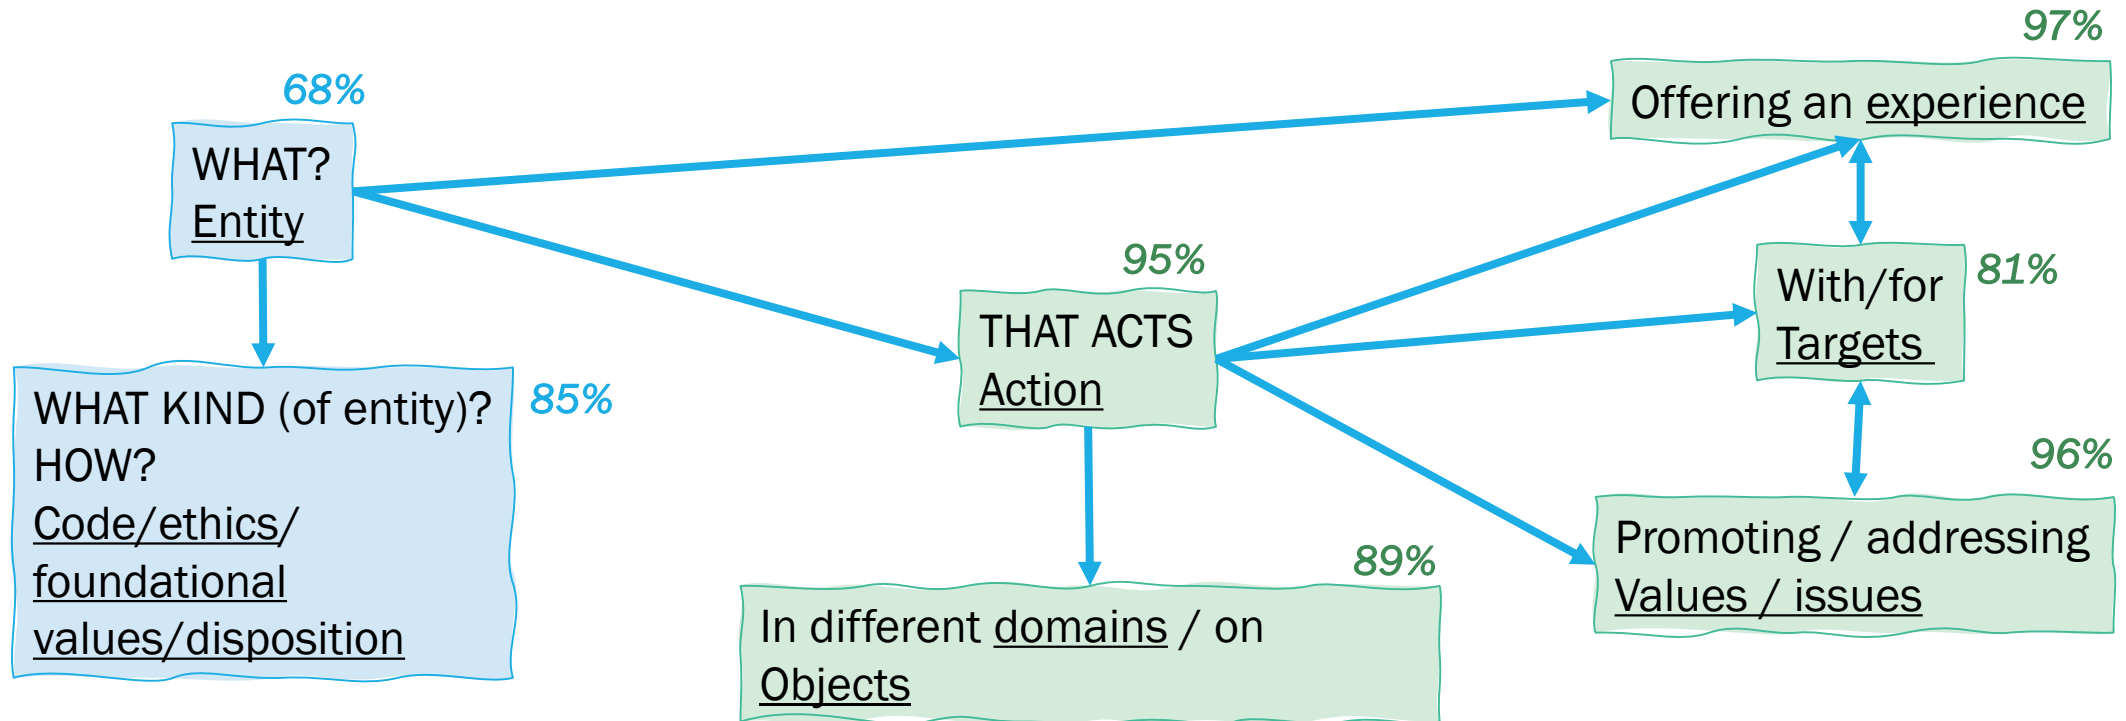 68%
WHAT?
Entity
WHAT KIND (of entity)?
HOW?
Code/ethics/
foundational
values/disposition
85%
95%
THAT ACTS
Action
89%
In different domains / on
Objects
97%
Offering an experience
With/for
Targets
81%
96%
Promoting / addressing
Values / issues